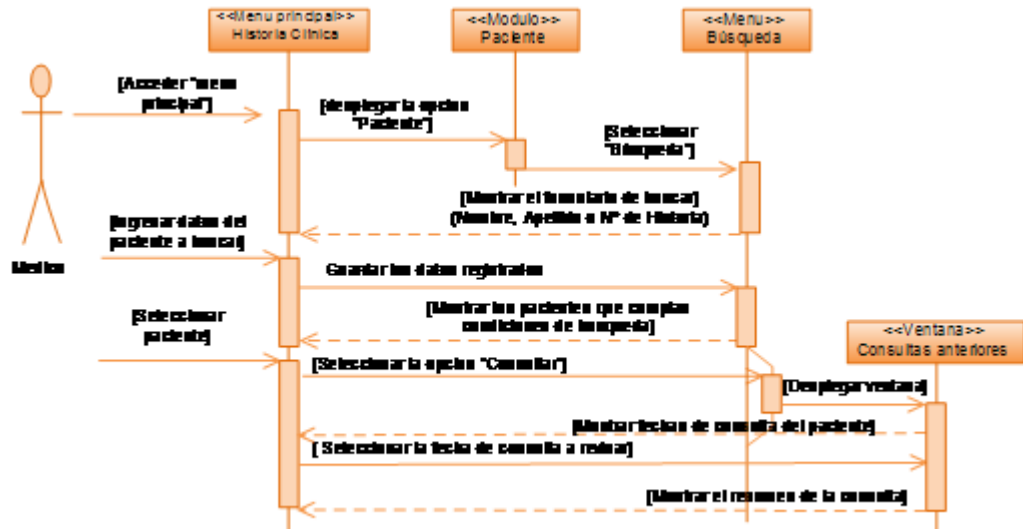 <<Menu principal>>
Historia Clínica
<<Modulo>>
Paciente
<<Menu>>
Búsqueda
[Acceder "menu
principal"]
[desplegar la opcion
"Paciente"]
[Seleccionar
"Búsqueda"]
[Mostrar el formulario de buscar]
(Nombre, Apellido o Nº de Historia)
[Ingresar datos del
paciente a buscar]
Medico
Guardar los datos registrados
[Mostrar los pacientes que cumplan
condiciones de busqueda]
[Seleccionar
paciente]
<<Ventana>>
Consultas anteriores
[Seleccionar la opcion "Consultar"]
[Desplegar ventana]
[Mostrar fechas de consulta del paciente]
[ Seleccionar la fecha de consulta a revisar]
[Mostrar el resumen de la consulta]